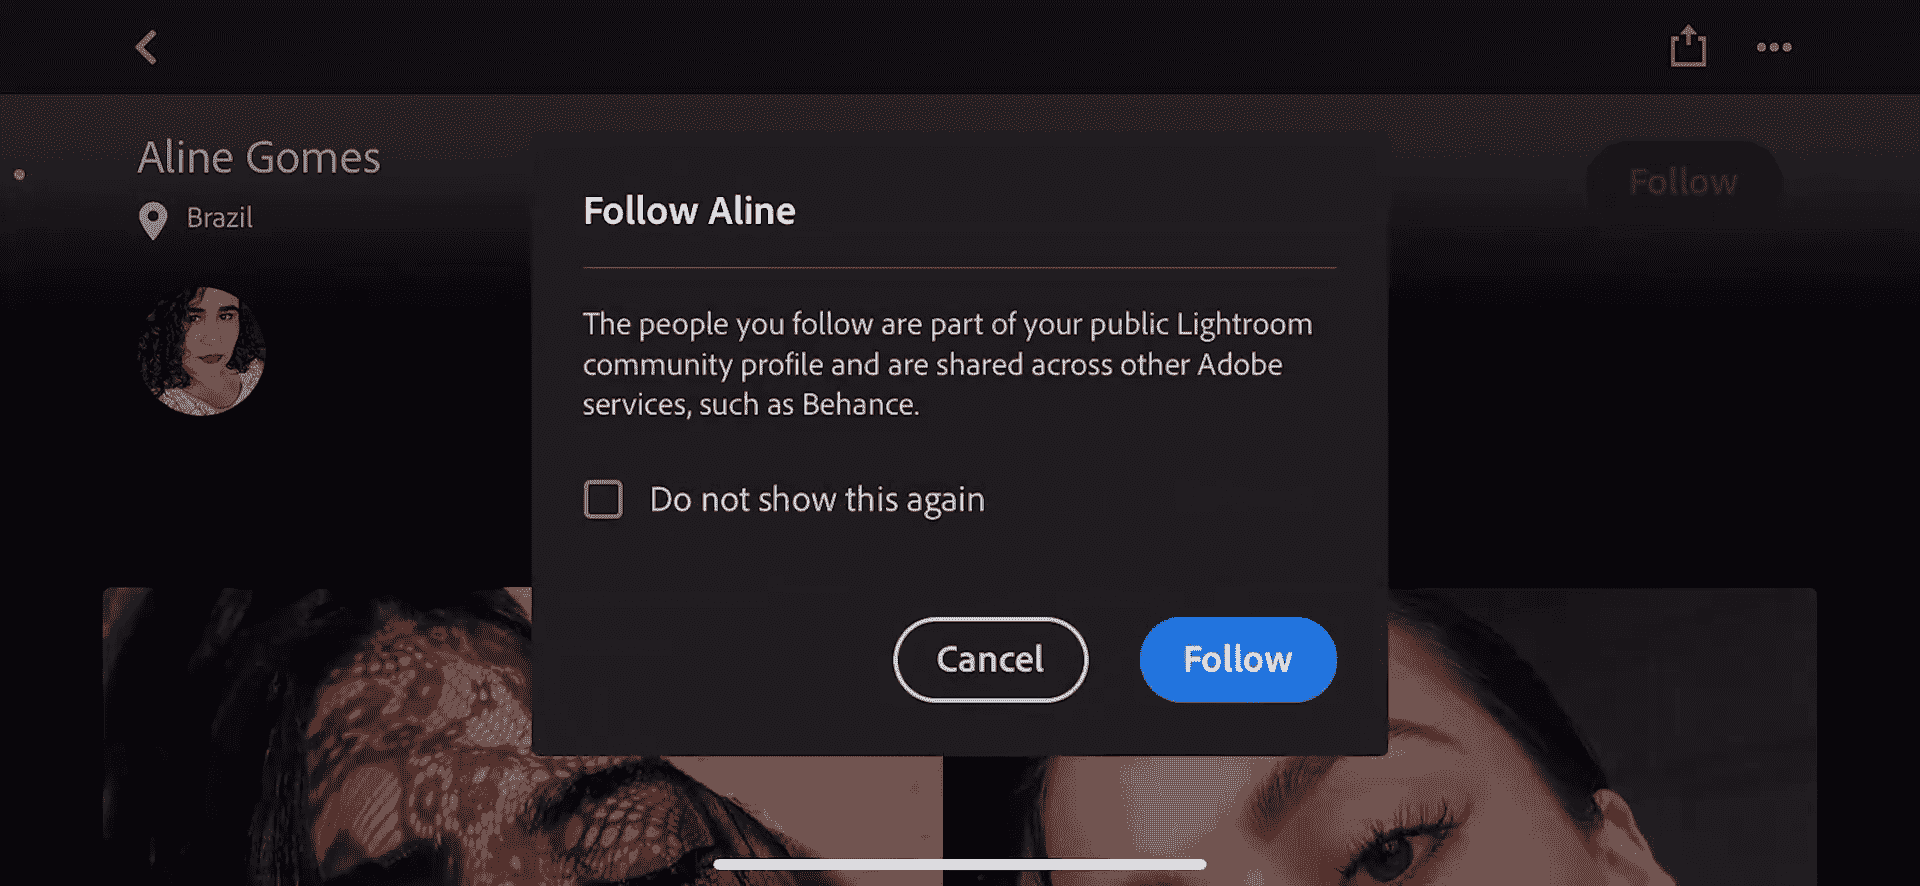 Aline Gomes
Brazil
Follow
Follow Aline
The people you follow are part of your public Lightroom
community profile and are shared across other Adobe
services, such as Behance.
Do not show this again
Cancel
Follow